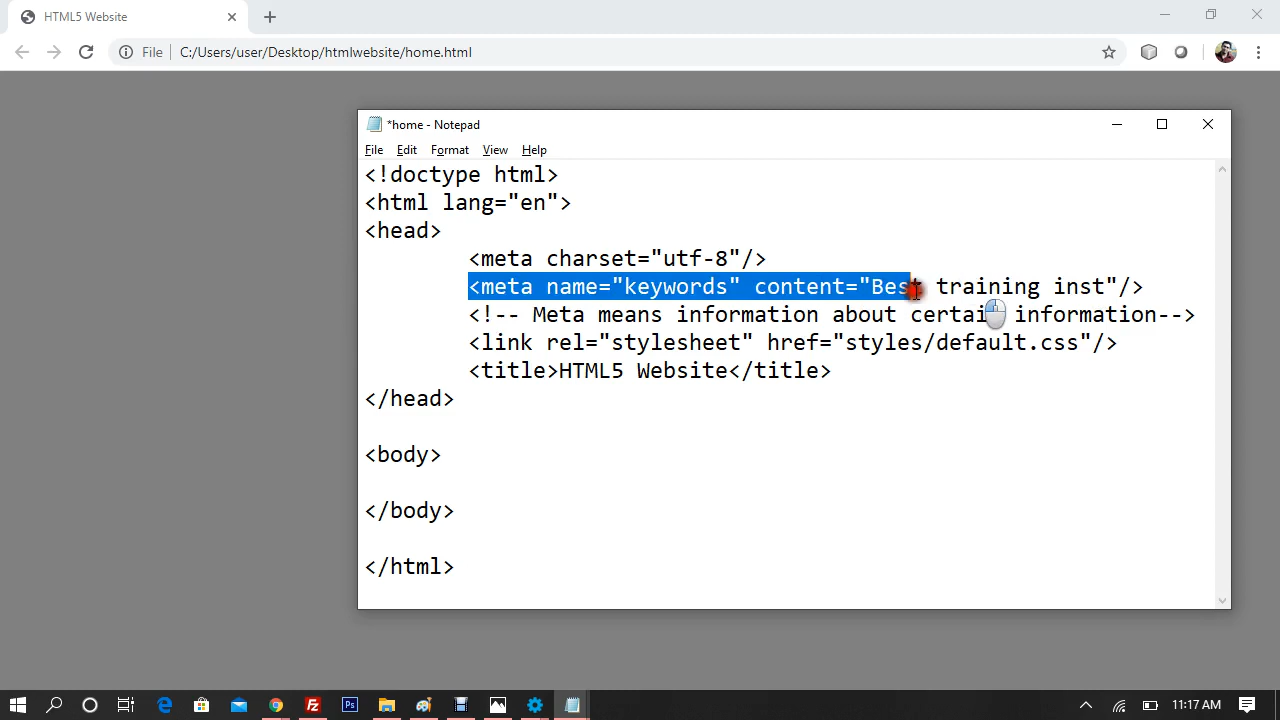 HTML5 Website
File
C:/Users/user/Desktop/htmlwebsite/home.html
*home - Notepad
File Edit Format View Help
<!doctype html>
<html lang="en">
<head>
<meta charset="utf-8"/>
<meta name="keywords" content="Best training inst"/>
<!-- Meta means information about certain information-->
<link rel="stylesheet" href="styles/default.css"/>
<title>HTML5 Website</title>
</head>
<body>
</body>
</html>
Fz
Ps
11:17 AM